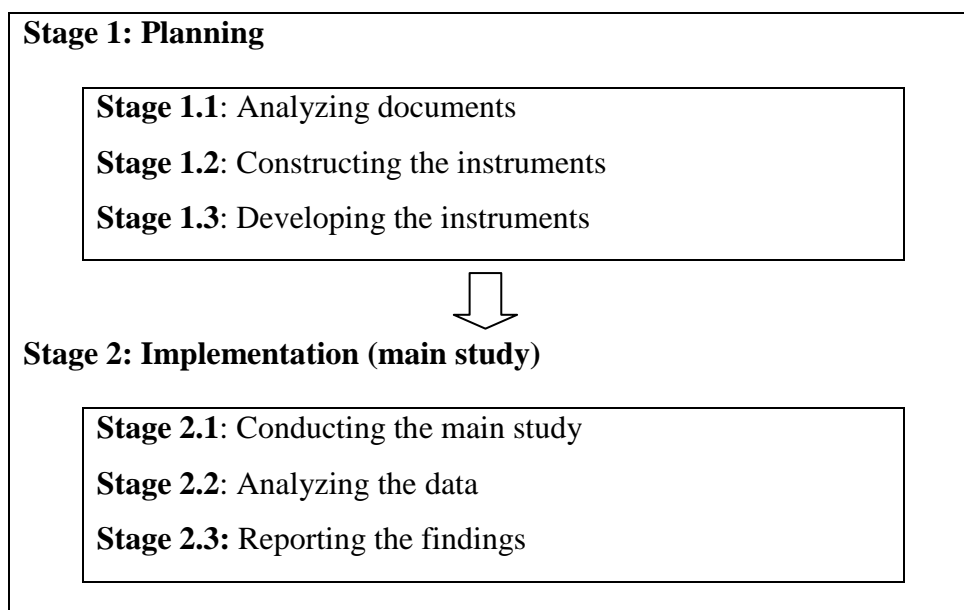 Stage 1: Planning
Stage 1.1: Analyzing documents
Stage 1.2: Constructing the instruments
Stage 1.3: Developing the instruments
Stage 2: Implementation (main study)
Stage 2.1: Conducting the main study
Stage 2.2: Analyzing the data
Stage 2.3: Reporting the findings